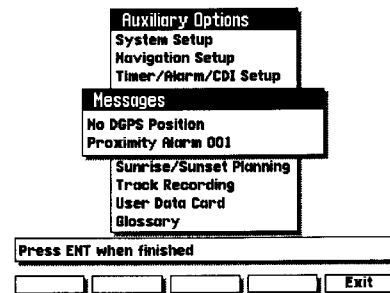 Auxiliary Options
System Setup
Navigation Setup
Timer/Alarm/CDI Setup
Messages
No DGPS Position
Proximity Alarm 001
Sunrise/Sunset Planning
Track Recording
User Data Card
Glossary
Press ENT when finished
Exit